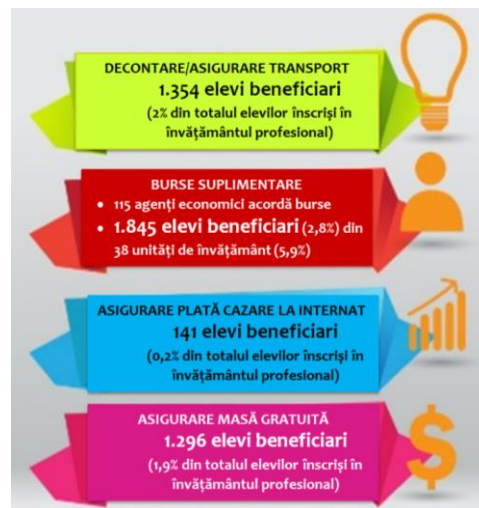 DECONTARE/ASIGURARE TRANSPORT
1.354 elevi beneficiari
(2% din totalul elevilor înscriși în
învățământul profesional)
BURSE SUPLIMENTARE
• 115 agenți economici acordă burse
• 1.845 elevi beneficiari (2,8%) din
38 unități de învățământ (5,9%)
ASIGURARE PLATĂ CAZARE LA INTERNAT
141 elevi beneficiari
(0,2% din totalul elevilor înscriși în
învățământul profesional)
ASIGURARE MASĂ GRATUITĂ
1.296 elevi beneficiari
(1,9% din totalul elevilor înscriși în
învățământul profesional)
$